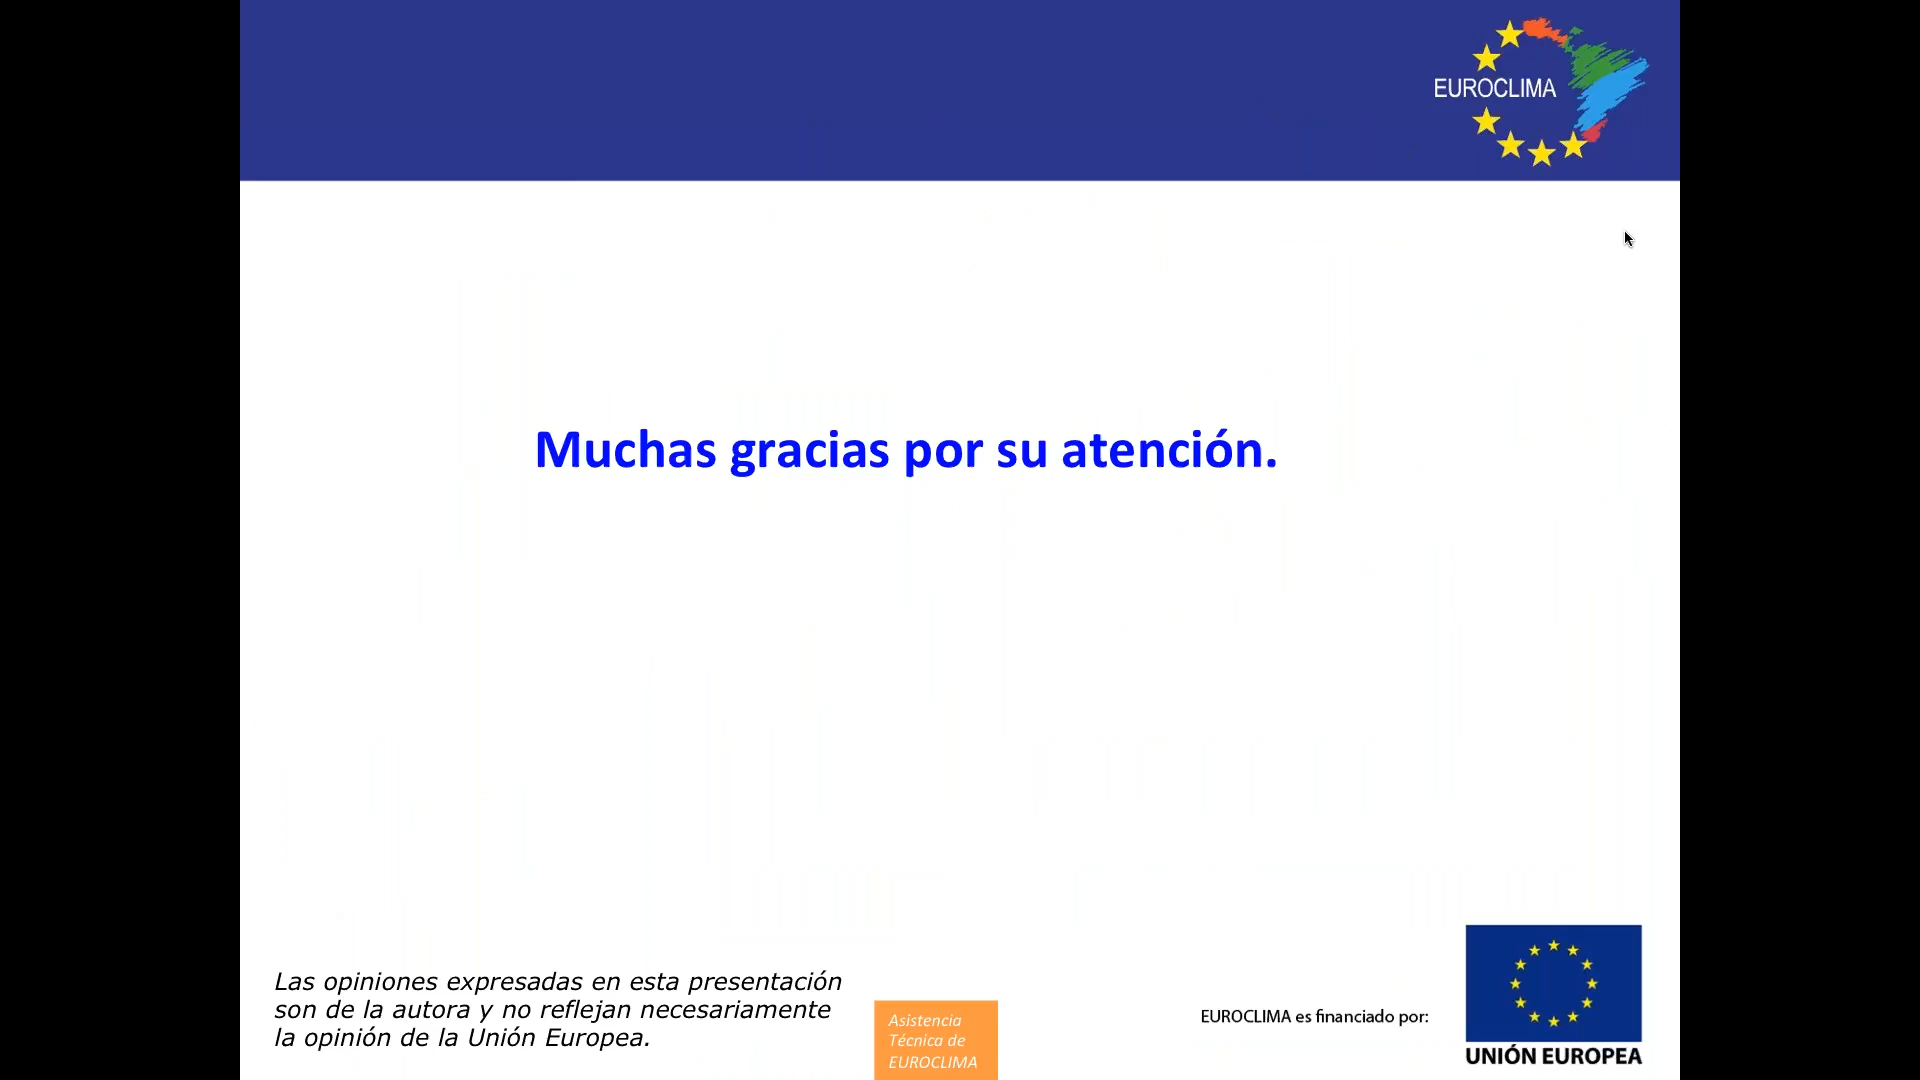 EUROCLIMA
Muchas gracias por su atención.
Las opiniones expresadas en esta presentación
son de la autora y no reflejan necesariamente
la opinión de la Unión Europea.
Asistencia
Técnica de
EUROCLIMA
EUROCLIMA es financiado por:
UNIÓN EUROPEA